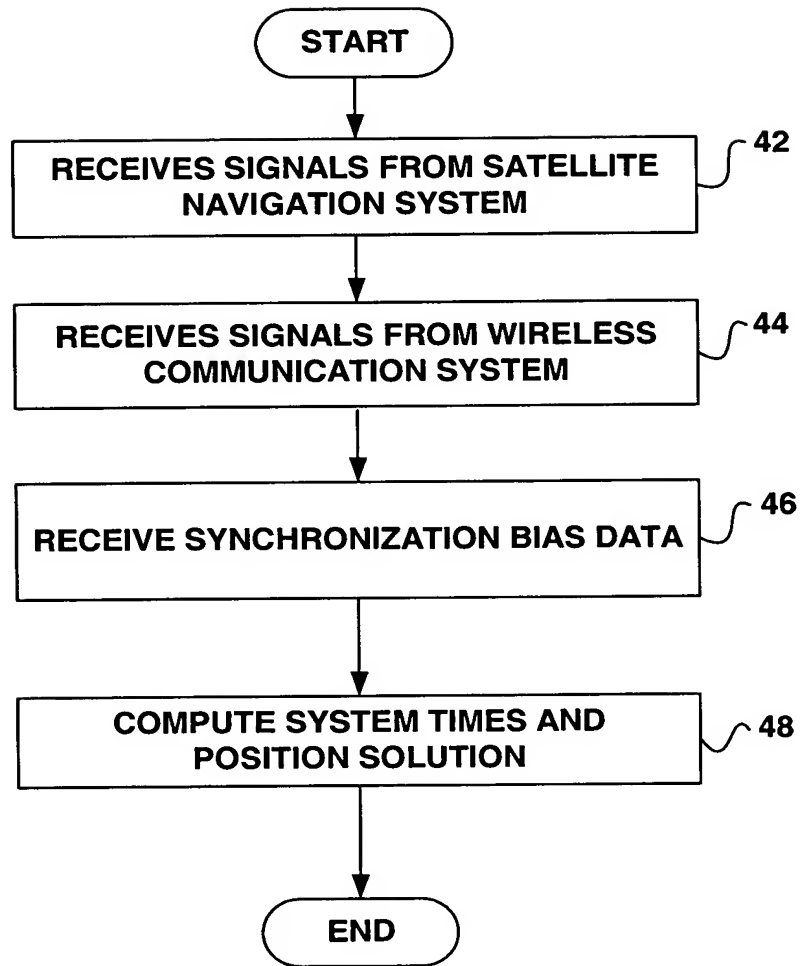 START
RECEIVES SIGNALS FROM SATELLITE
NAVIGATION SYSTEM
42
RECEIVES SIGNALS FROM WIRELESS
COMMUNICATION SYSTEM
44
RECEIVE SYNCHRONIZATION BIAS DATA
46
COMPUTE SYSTEM TIMES AND
POSITION SOLUTION
48
END